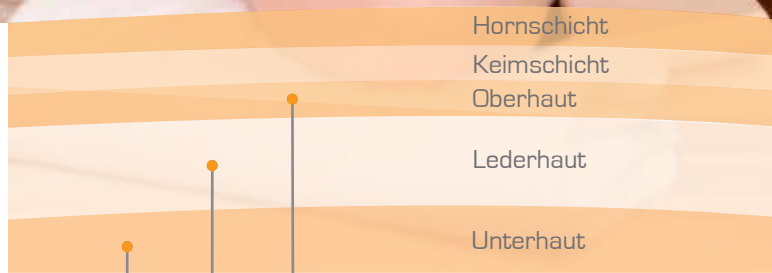 Hornschicht
Keimschicht
Oberhaut
Lederhaut
Unterhaut